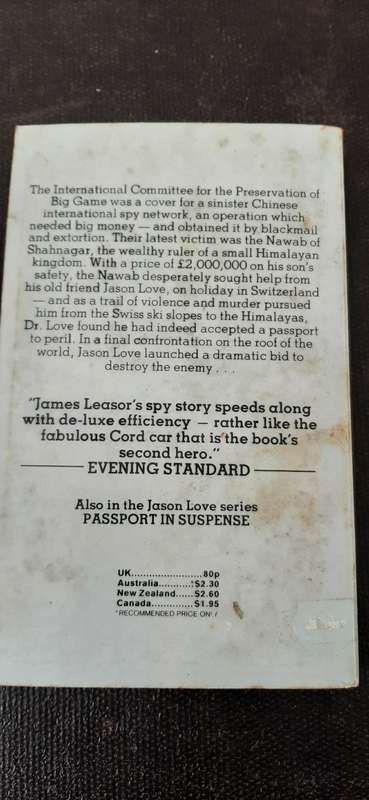 The International Committee for the Preservation of
Big Game was a cover for a sinister Chinese
international spy network, an operation which
needed big money — and obtained it by blackmail
and extortion. Their latest victim was the Nawab of
Shahnagar, the wealthy ruler of a small Himalayan
kingdom. With a price of £2,000,000 on his son's
safety, the Nawab desperately sought help from
his old friend Jason Love, on holiday in Switzerland
— and as a trail of violence and murder pursued
him from the Swiss ski slopes to the Himalayas,
Dr. Love found he had indeed accepted a passport
to peril. In a final confrontation on the roof of the
world, Jason Love launched a dramatic bid to
destroy the enemy . . .
"James Leasor's spy story speeds along
with de-luxe efficiency — rather like the
fabulous Cord car that is the book's
second hero."
EVENING STANDARD
Also in the Jason Love series
PASSPORT IN SUSPENSE
UK.........................80p
Australia...........$2.30
New Zealand......$2.60
Canada..............$1.95
*RECOMMENDED PRICE